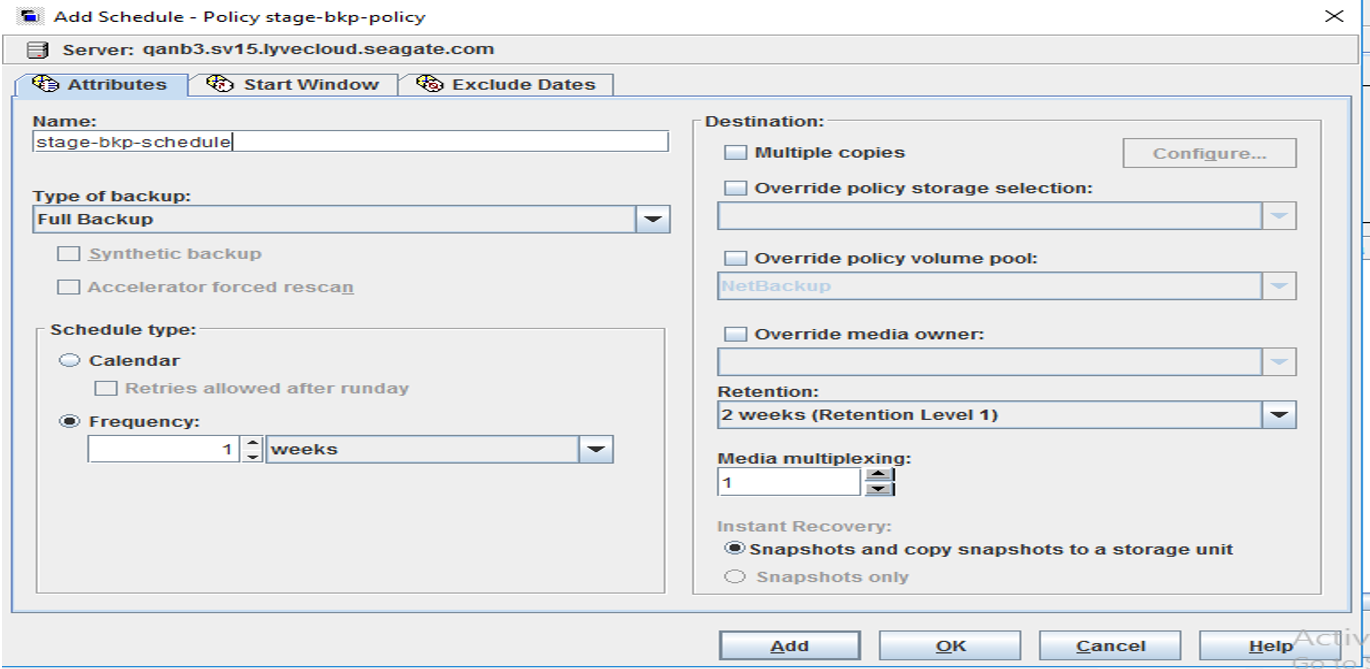 Add Schedule - Policy stage-bkp-policy
Server: qanb3.sv15.lyvecloud.seagate.com
Attributes
Start Window
Exclude Dates
Name:
stage-bkp-schedule
Type of backup:
Full Backup
Synthetic backup
Accelerator forced rescan
Schedule type:
Calendar
Retries allowed after runday
Frequency:
1 weeks
Destination:
Multiple copies
Configure...
Override policy storage selection:
Override policy volume pool:
NetBackup
Override media owner:
Retention:
2 weeks (Retention Level 1)
Media multiplexing:
1
Instant Recovery:
Snapshots and copy snapshots to a storage unit
Snapshots only
Add
OK
Cancel
Help